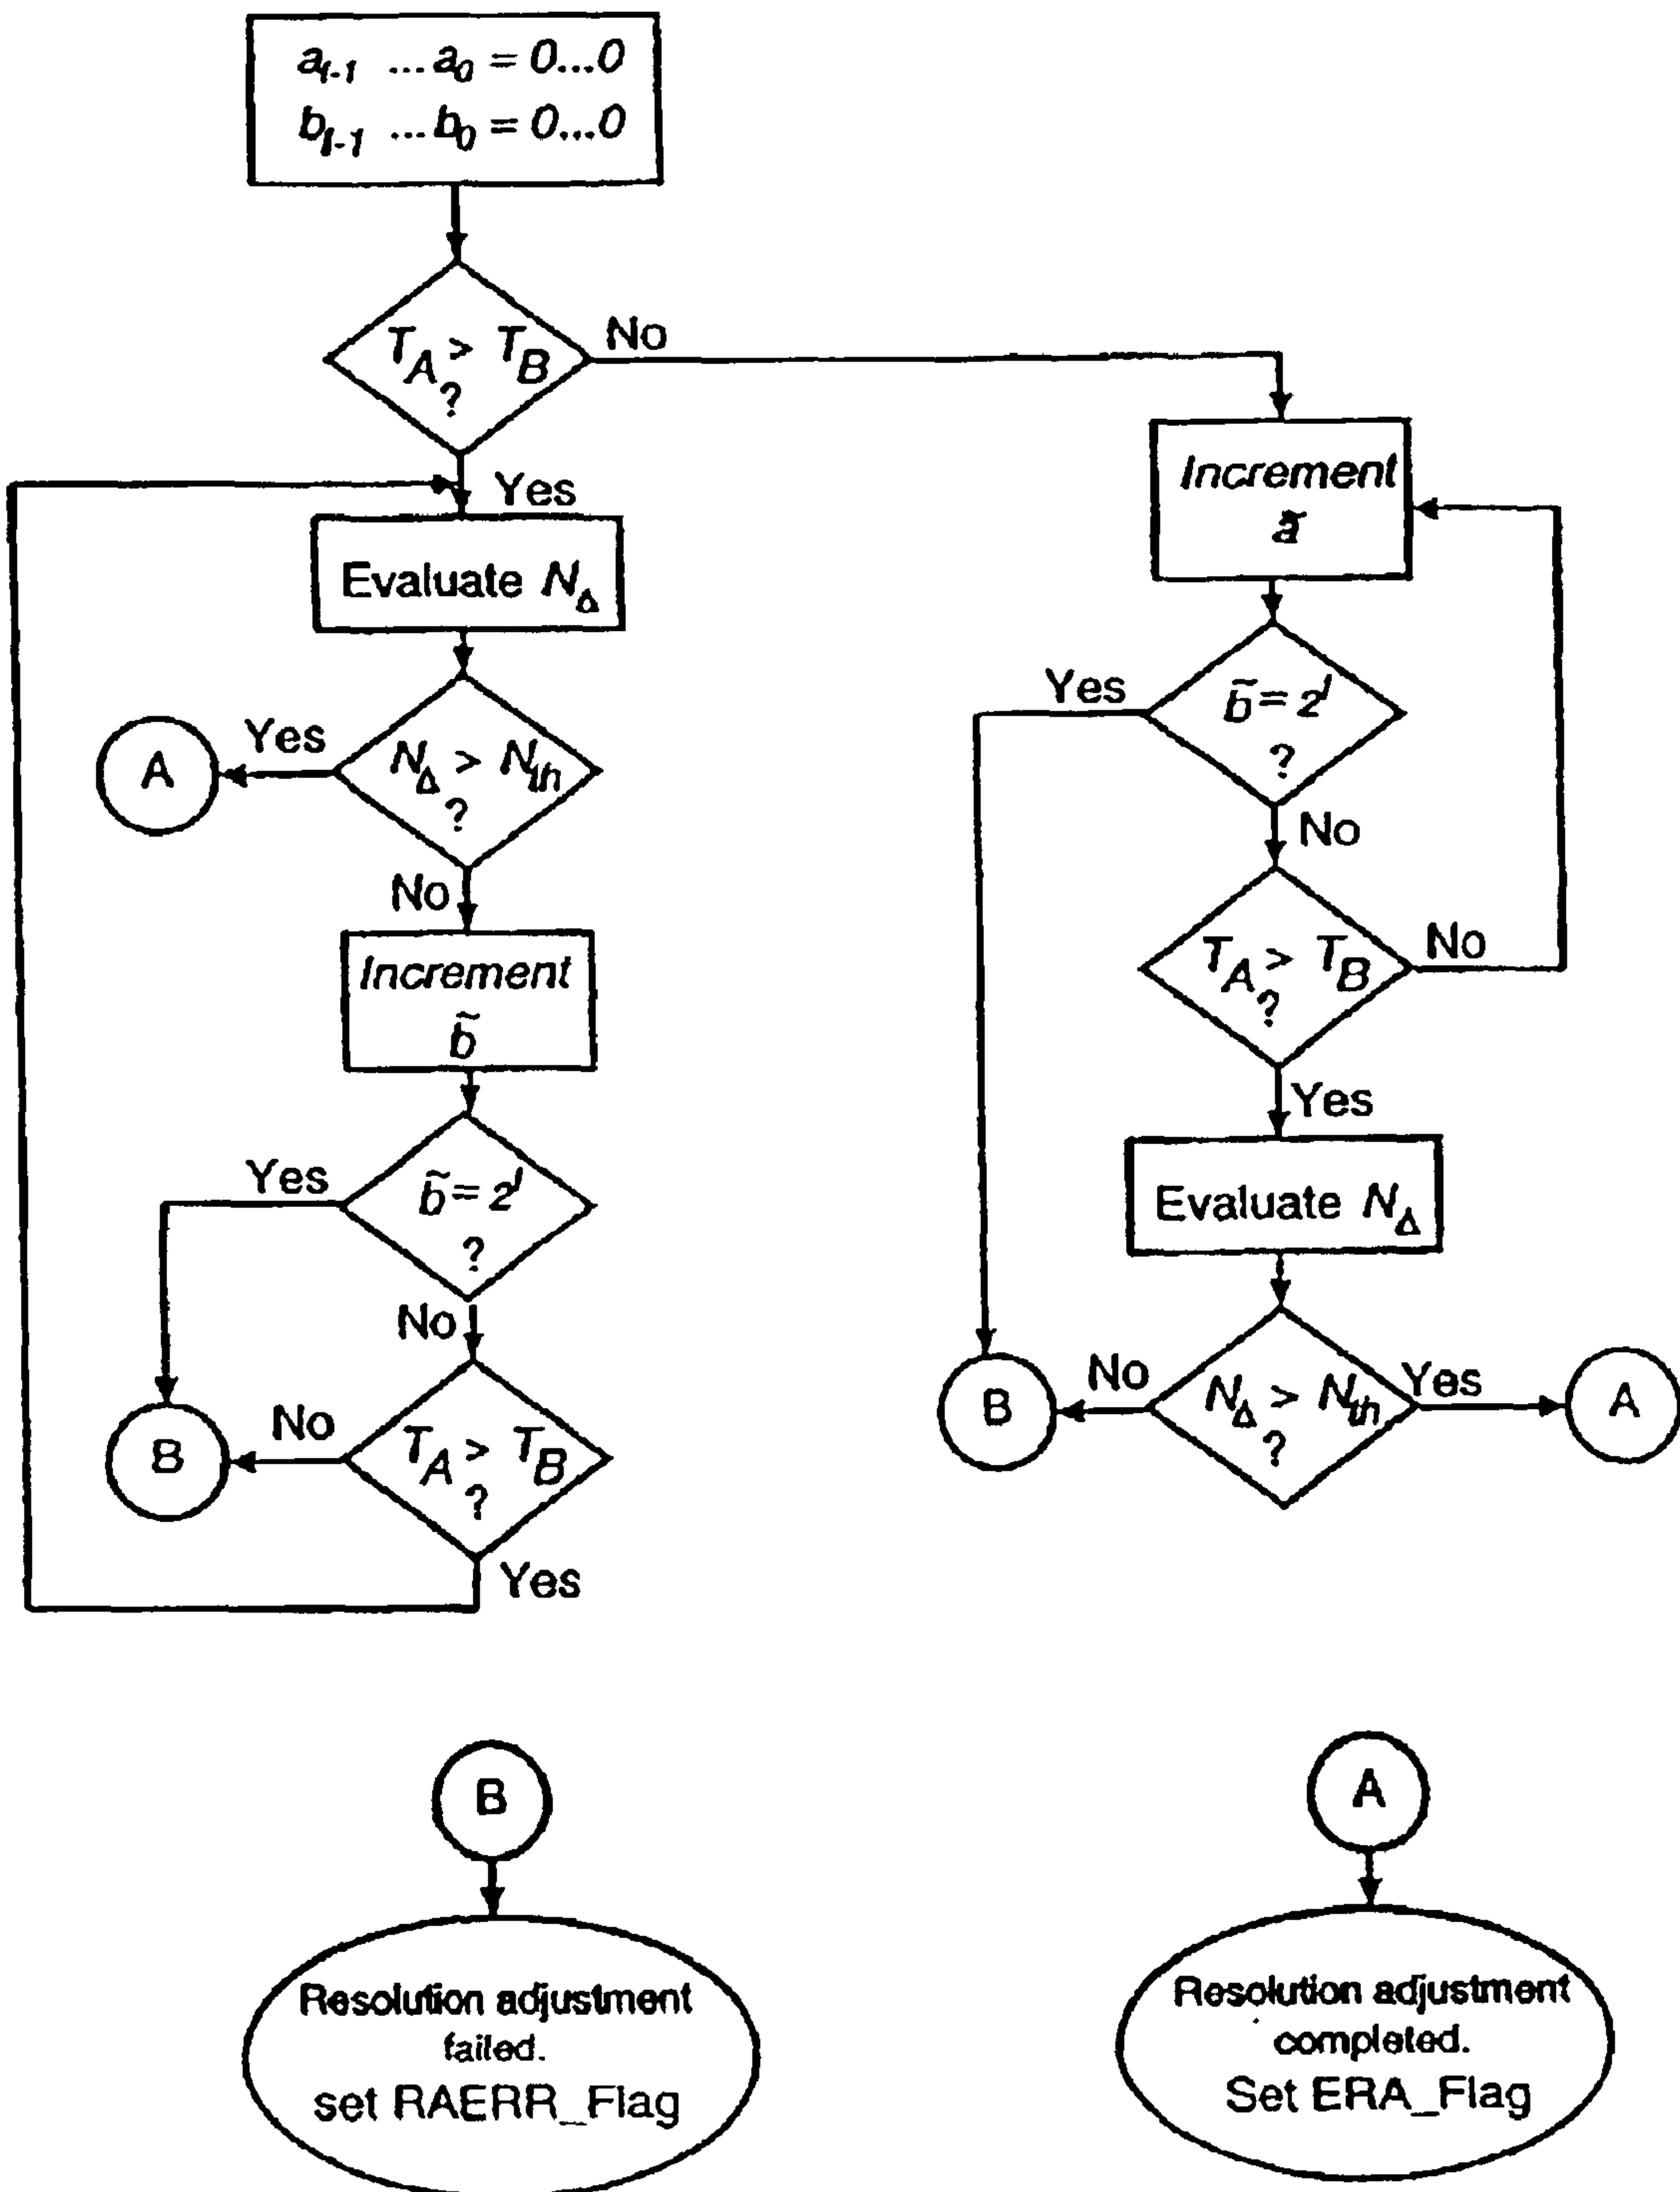 a_{l-1} ...a_0 = 0...0
b_{l-1} ...b_0 = 0...0
T_A > T_B
?
No
Yes
Evaluate N_Δ
N_Δ > N_th
?
Yes
A
No
Increment
b̃
b̃ = 2^l
?
Yes
B
No
T_A > T_B
?
No
Yes
Increment
ã
b̃ = 2^l
?
Yes
No
T_A > T_B
?
No
Yes
Evaluate N_Δ
N_Δ > N_th
?
No
B
Yes
A
B
Resolution adjustment
failed.
set RAERR_Flag
A
Resolution adjustment
completed.
Set ERA_Flag